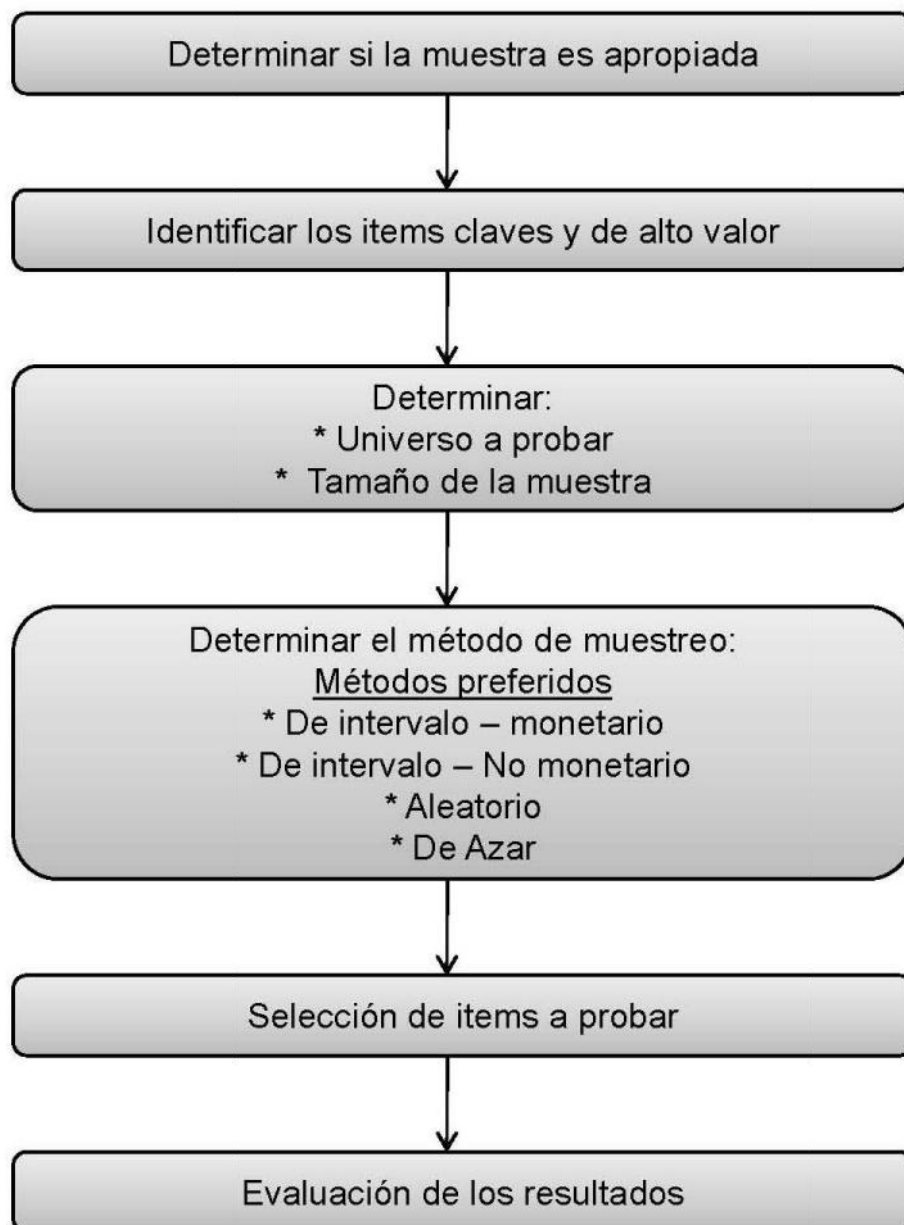 Determinar si la muestra es apropiada
Identificar los items claves y de alto valor
Determinar:
* Universo a probar
* Tamaño de la muestra
Determinar el método de muestreo:
Métodos preferidos
* De intervalo – monetario
* De intervalo – No monetario
* Aleatorio
* De Azar
Selección de items a probar
Evaluación de los resultados